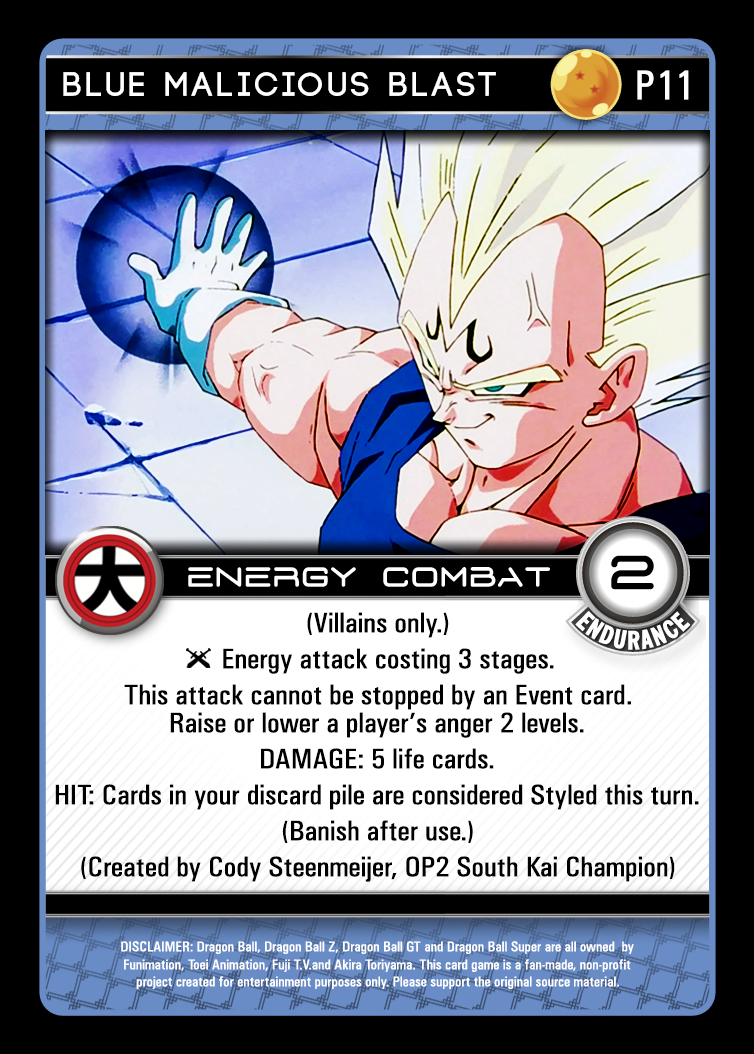 BLUE MALICIOUS BLAST P11
大 ENERGY COMBAT 2
ENDURANCE
(Villains only.)
Energy attack costing 3 stages.
This attack cannot be stopped by an Event card.
Raise or lower a player's anger 2 levels.
DAMAGE: 5 life cards.
HIT: Cards in your discard pile are considered Styled this turn.
(Banish after use.)
(Created by Cody Steenmeijer, OP2 South Kai Champion)
DISCLAIMER: Dragon Ball, Dragon Ball Z, Dragon Ball GT and Dragon Ball Super are all owned by
Funimation, Toei Animation, Fuji T.V.and Akira Toriyama. This card game is a fan-made, non-profit
project created for entertainment purposes only. Please support the original source material.